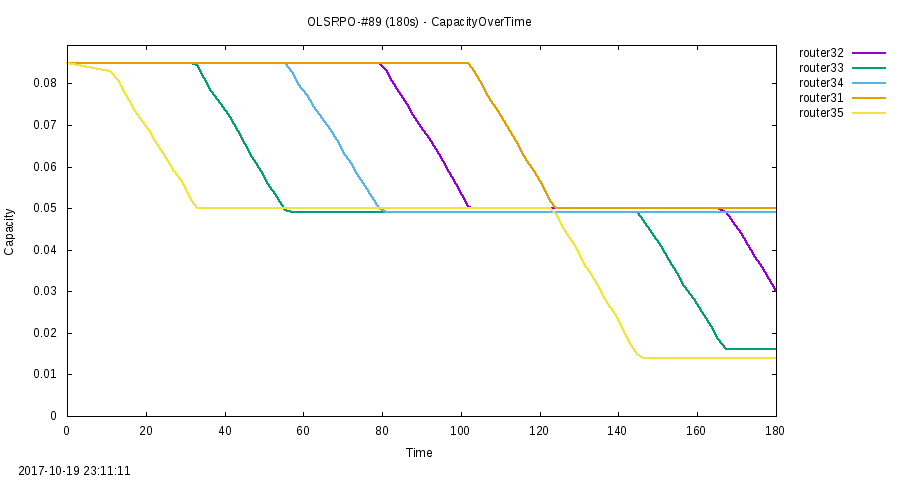 OLSRPO-#89 (180s) - CapacityOverTime
router32
router33
router34
router31
router35
0.08
0.07
0.06
0.05
0.04
0.03
0.02
0.01
0
Capacity
0 20 40 60 80 100 120 140 160 180
Time
2017-10-19 23:11:11